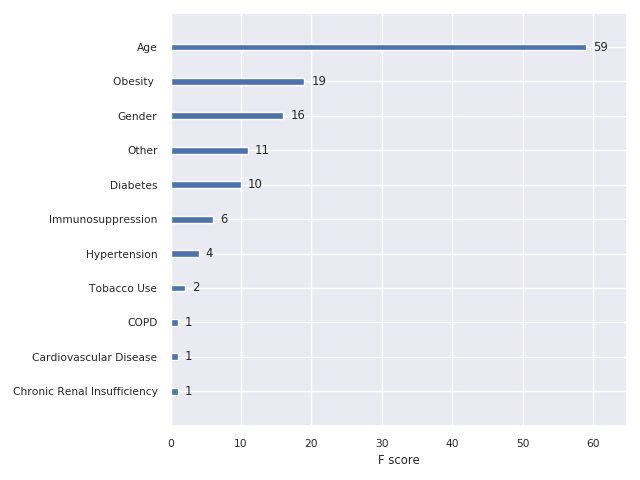 Age 59
Obesity 19
Gender 16
Other 11
Diabetes 10
Immunosuppression 6
Hypertension 4
Tobacco Use 2
COPD 1
Cardiovascular Disease 1
Chronic Renal Insufficiency 1
0 10 20 30 40 50 60
F score